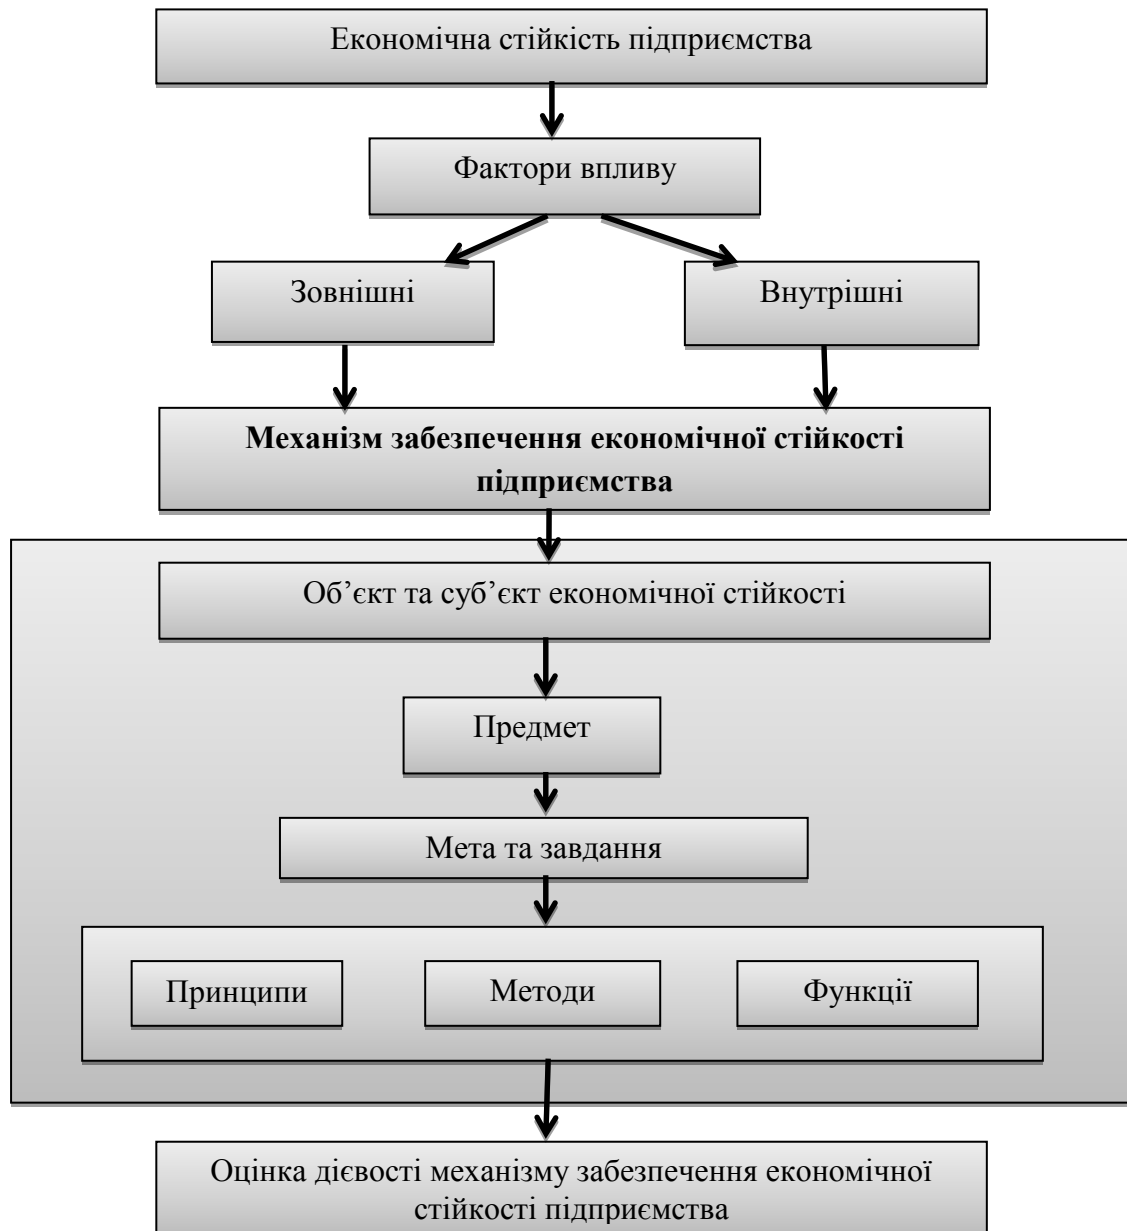 Економічна стійкість підприємства
Фактори впливу
Зовнішні
Внутрішні
Механізм забезпечення економічної стійкості
підприємства
Об’єкт та суб’єкт економічної стійкості
Предмет
Мета та завдання
Принципи
Методи
Функції
Оцінка дієвості механізму забезпечення економічної
стійкості підприємства